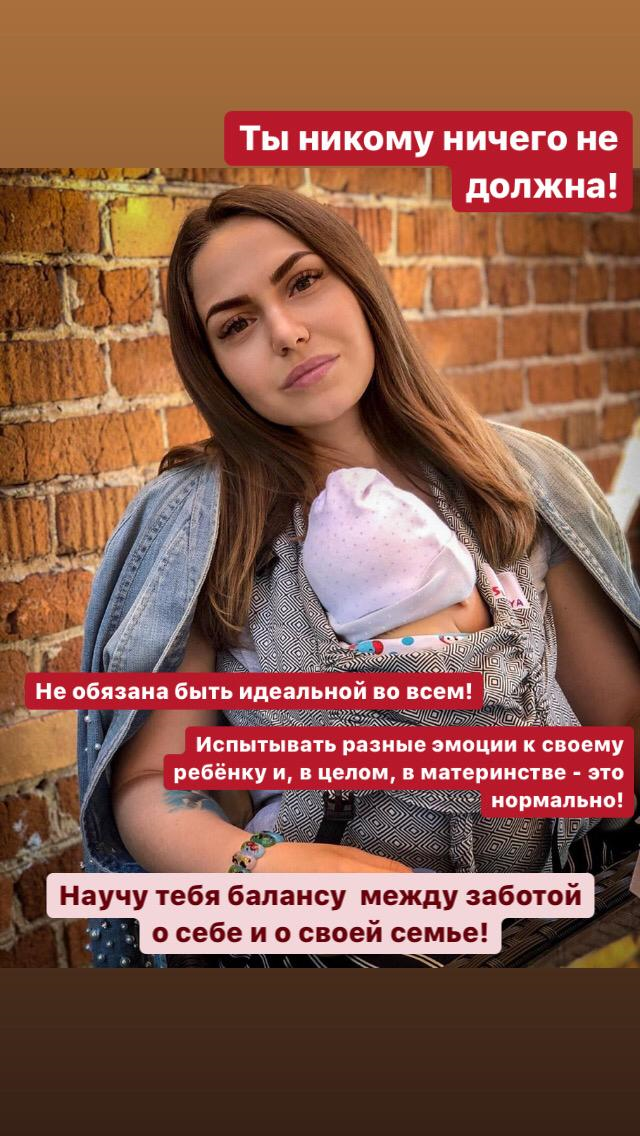 Ты никому ничего не
должна!
Не обязана быть идеальной во всем!
Испытывать разные эмоции к своему
ребёнку и, в целом, в материнстве - это
нормально!
Научу тебя балансу между заботой
о себе и о своей семье!